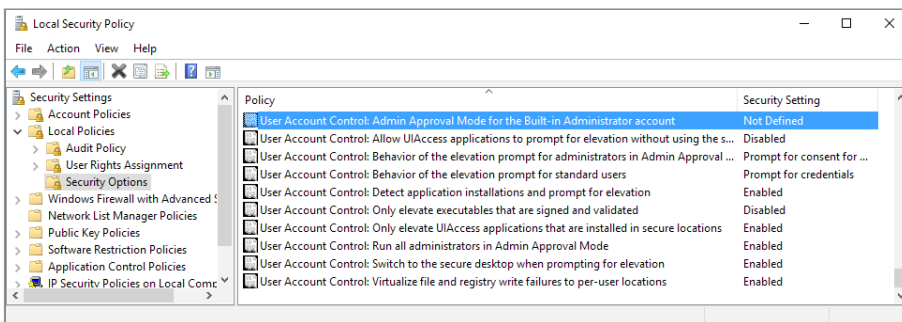 Local Security Policy
File Action View Help
Security Settings
Account Policies
Local Policies
Audit Policy
User Rights Assignment
Security Options
Windows Firewall with Advanced S
Network List Manager Policies
Public Key Policies
Software Restriction Policies
Application Control Policies
IP Security Policies on Local Comp
Policy Security Setting
User Account Control: Admin Approval Mode for the Built-in Administrator account Not Defined
User Account Control: Allow UIAccess applications to prompt for elevation without using the s... Disabled
User Account Control: Behavior of the elevation prompt for administrators in Admin Approval ... Prompt for consent for ...
User Account Control: Behavior of the elevation prompt for standard users Prompt for credentials
User Account Control: Detect application installations and prompt for elevation Enabled
User Account Control: Only elevate executables that are signed and validated Disabled
User Account Control: Only elevate UIAccess applications that are installed in secure locations Enabled
User Account Control: Run all administrators in Admin Approval Mode Enabled
User Account Control: Switch to the secure desktop when prompting for elevation Enabled
User Account Control: Virtualize file and registry write failures to per-user locations Enabled